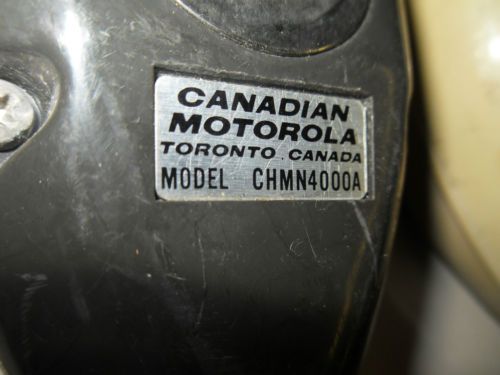 CANADIAN
MOTOROLA
TORONTO. CANADA
MODEL CHMN4000A